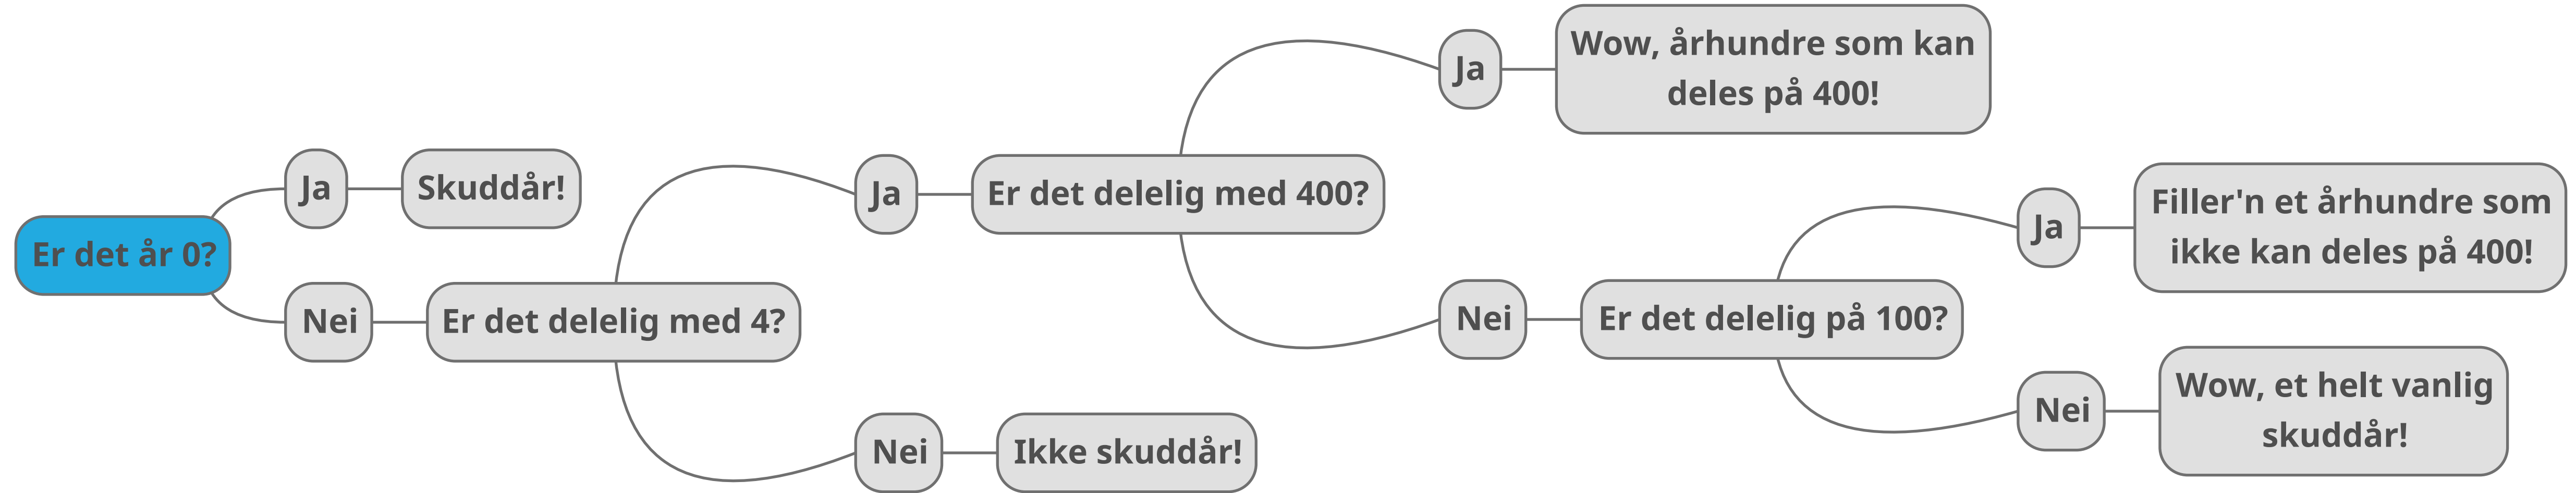 Er det år 0?
Ja
Skuddår!
Nei
Er det delelig med 4?
Ja
Er det delelig med 400?
Ja
Wow, århundre som kan
deles på 400!
Nei
Er det delelig på 100?
Ja
Filler'n et århundre som
ikke kan deles på 400!
Nei
Wow, et helt vanlig
skuddår!
Nei
Ikke skuddår!